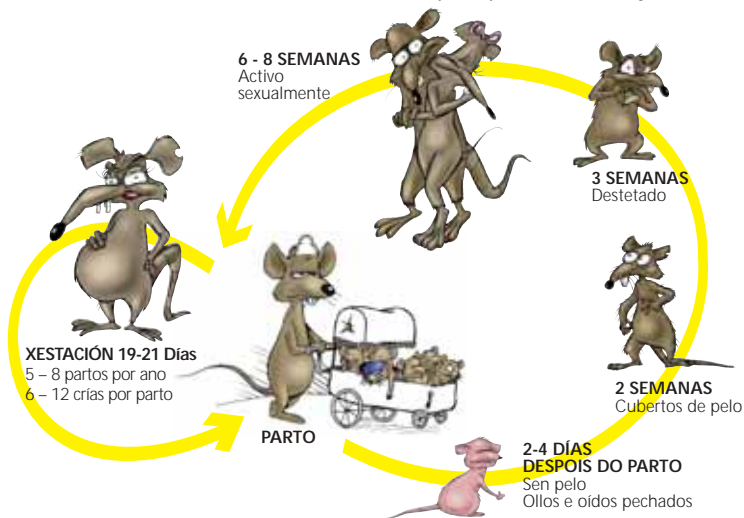 6 - 8 SEMANAS
Activo
sexualmente
3 SEMANAS
Destetado
2 SEMANAS
Cubertos de pelo
2-4 DÍAS
DESPOIS DO PARTO
Sen pelo
Ollos e oídos pechados
PARTO
XESTACIÓN 19-21 Días
5 – 8 partos por ano
6 – 12 crías por parto